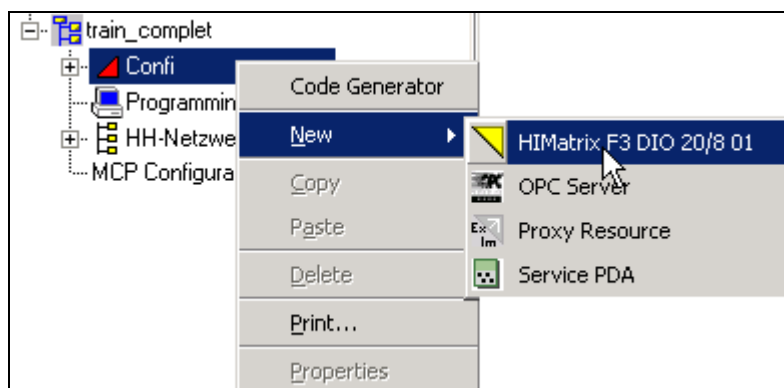 train_complet
Confi
Programmin
HH-Netzwe
MCP Configura
Code Generator
New
Copy
Paste
Delete
Print...
Properties
HIMatrix F3 DIO 20/8 01
OPC Server
Proxy Resource
Service PDA